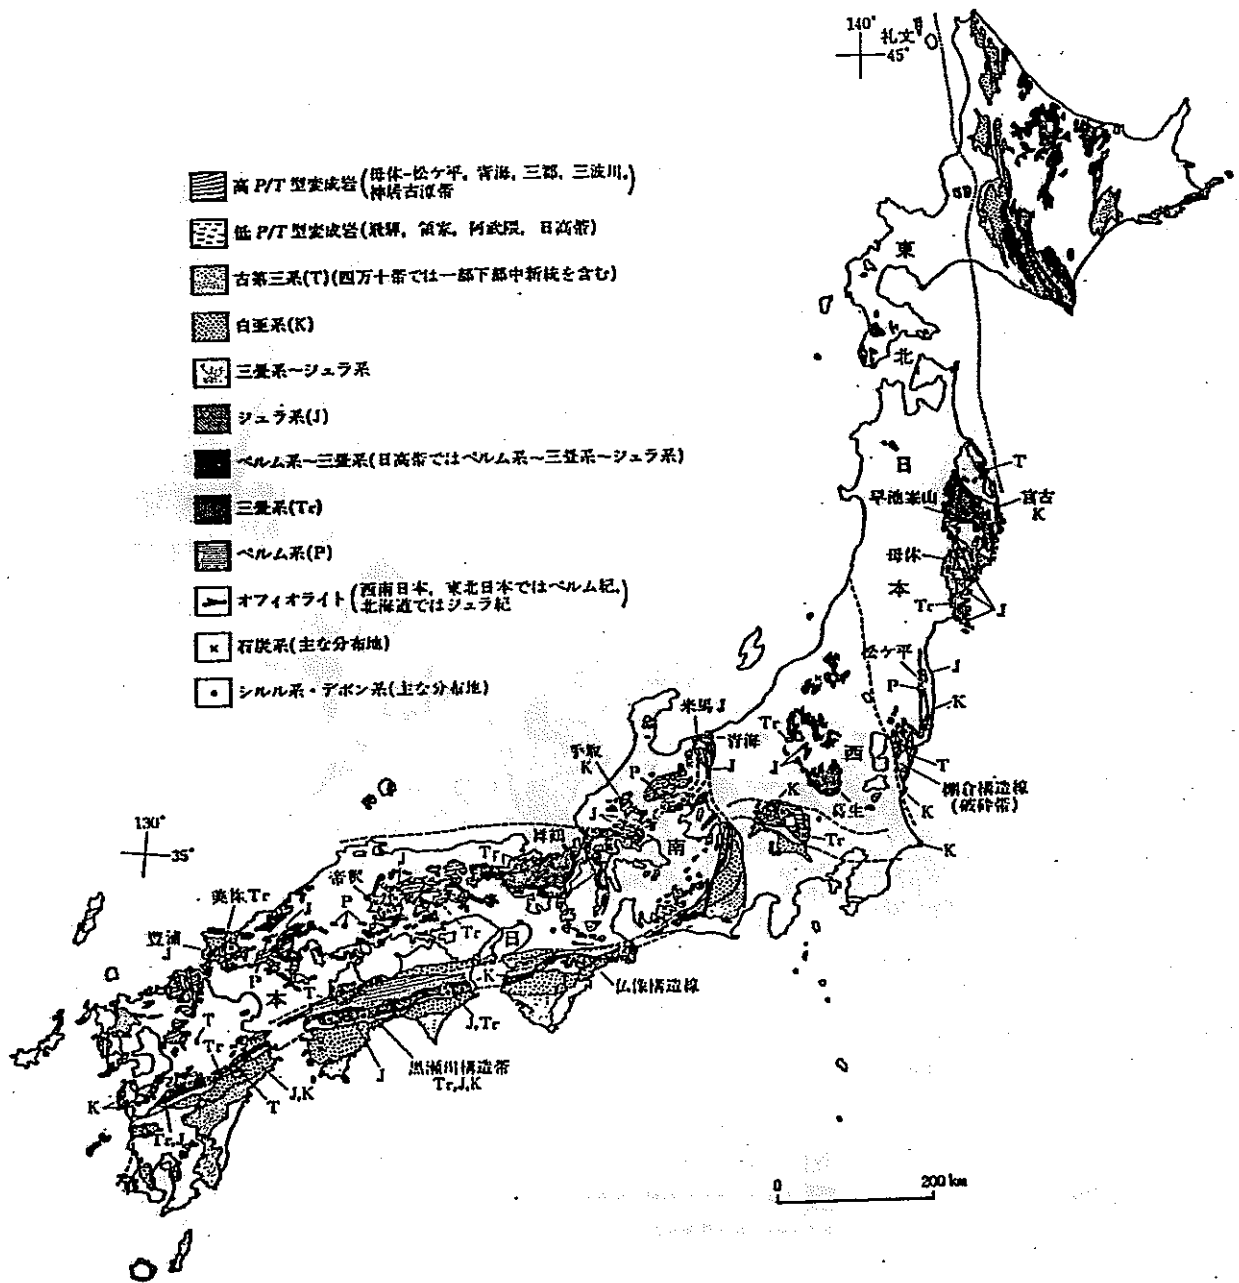 140°
礼文
45°
高 P/T 型変成岩(母体-松ケ平, 青海, 三郡, 三波川,
神居古潭帯)
低 P/T 型変成岩(飛驒, 領家, 阿武隈, 日高帯)
古第三系(T)(四万十帯では一部下部中新統を含む)
白亜系(K)
三畳系~ジュラ系
ジュラ系(J)
ペルム系~三畳系(日高帯ではペルム系~三畳系~ジュラ系)
三畳系(Tr)
ペルム系(P)
オフィオライト(西南日本, 東北日本ではペルム紀,
北海道ではジュラ紀)
石炭系(主な分布地)
シルル系・デボン系(主な分布地)
東
北
日
本
T
早池峯山
宮古
K
母体
Tr
J
松ケ平
J
P
K
来馬J
青海
J
Tr
J
西
T
棚倉構造線
(破砕帯)
K
K
手取
K
P
J
K
Tr
南
130°
35°
Tr
帝釈
J
P
美祢,Tr
J
豊浦
J
P
T
Tr
日
本
K
仏像構造線
J,Tr
黒瀬川構造帯
Tr,J,K
J
T
Tr
J,K
T
K
Tr,J
0
200 km